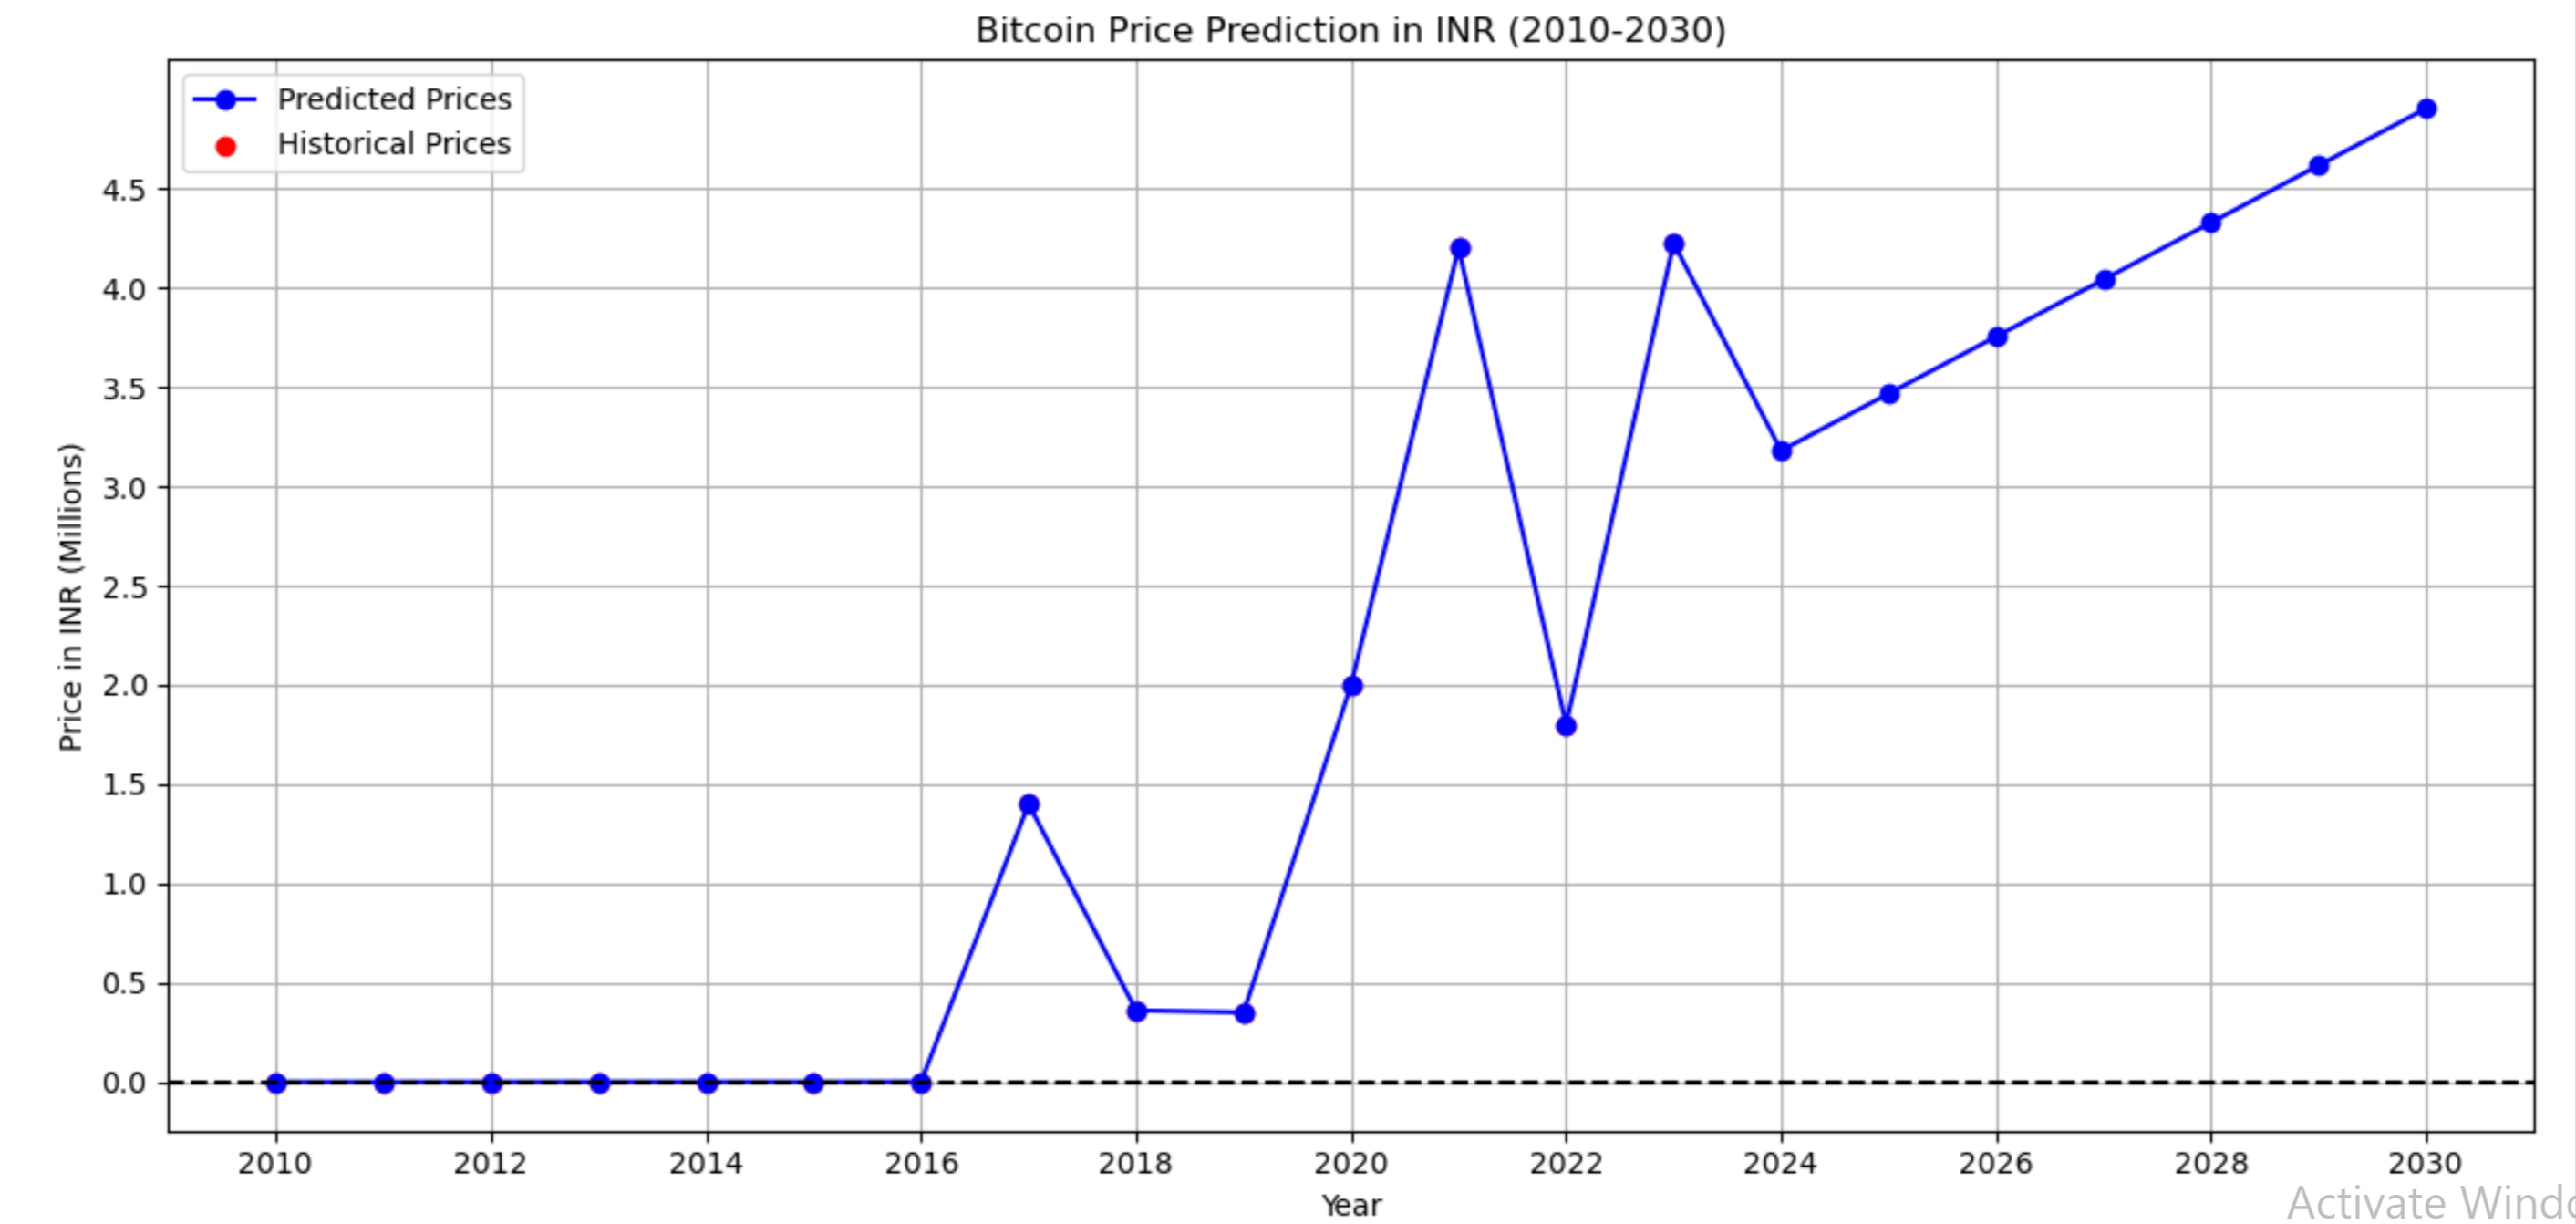 Bitcoin Price Prediction in INR (2010-2030)
Predicted Prices
Historical Prices
Price in INR (Millions)
4.5
4.0
3.5
3.0
2.5
2.0
1.5
1.0
0.5
0.0
2010 2012 2014 2016 2018 2020 2022 2024 2026 2028 2030
Year
Activate